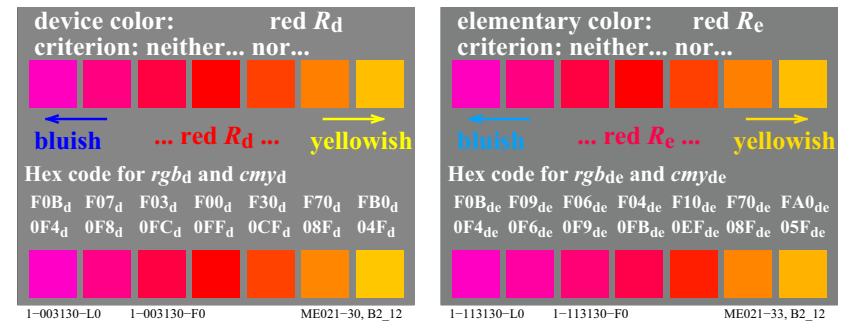 device color: red Rd
criterion: neither... nor...
bluish ... red Rd ... yellowish
Hex code for rgbd and cmyd
F0Bd F07d F03d F00d F30d F70d FB0d
0F4d 0F8d 0FCd 0FFd 0CFd 08Fd 04Fd
1−003130−L0 1−003130−F0 ME021−30, B2_12
elementary color: red Re
criterion: neither... nor...
bluish ... red Re ... yellowish
Hex code for rgbde and cmyde
F0Bde F09de F06de F04de F10de F70de FA0de
0F4de 0F6de 0F9de 0FBde 0EFde 08Fde 05Fde
1−113130−L0 1−113130−F0 ME021−33, B2_12